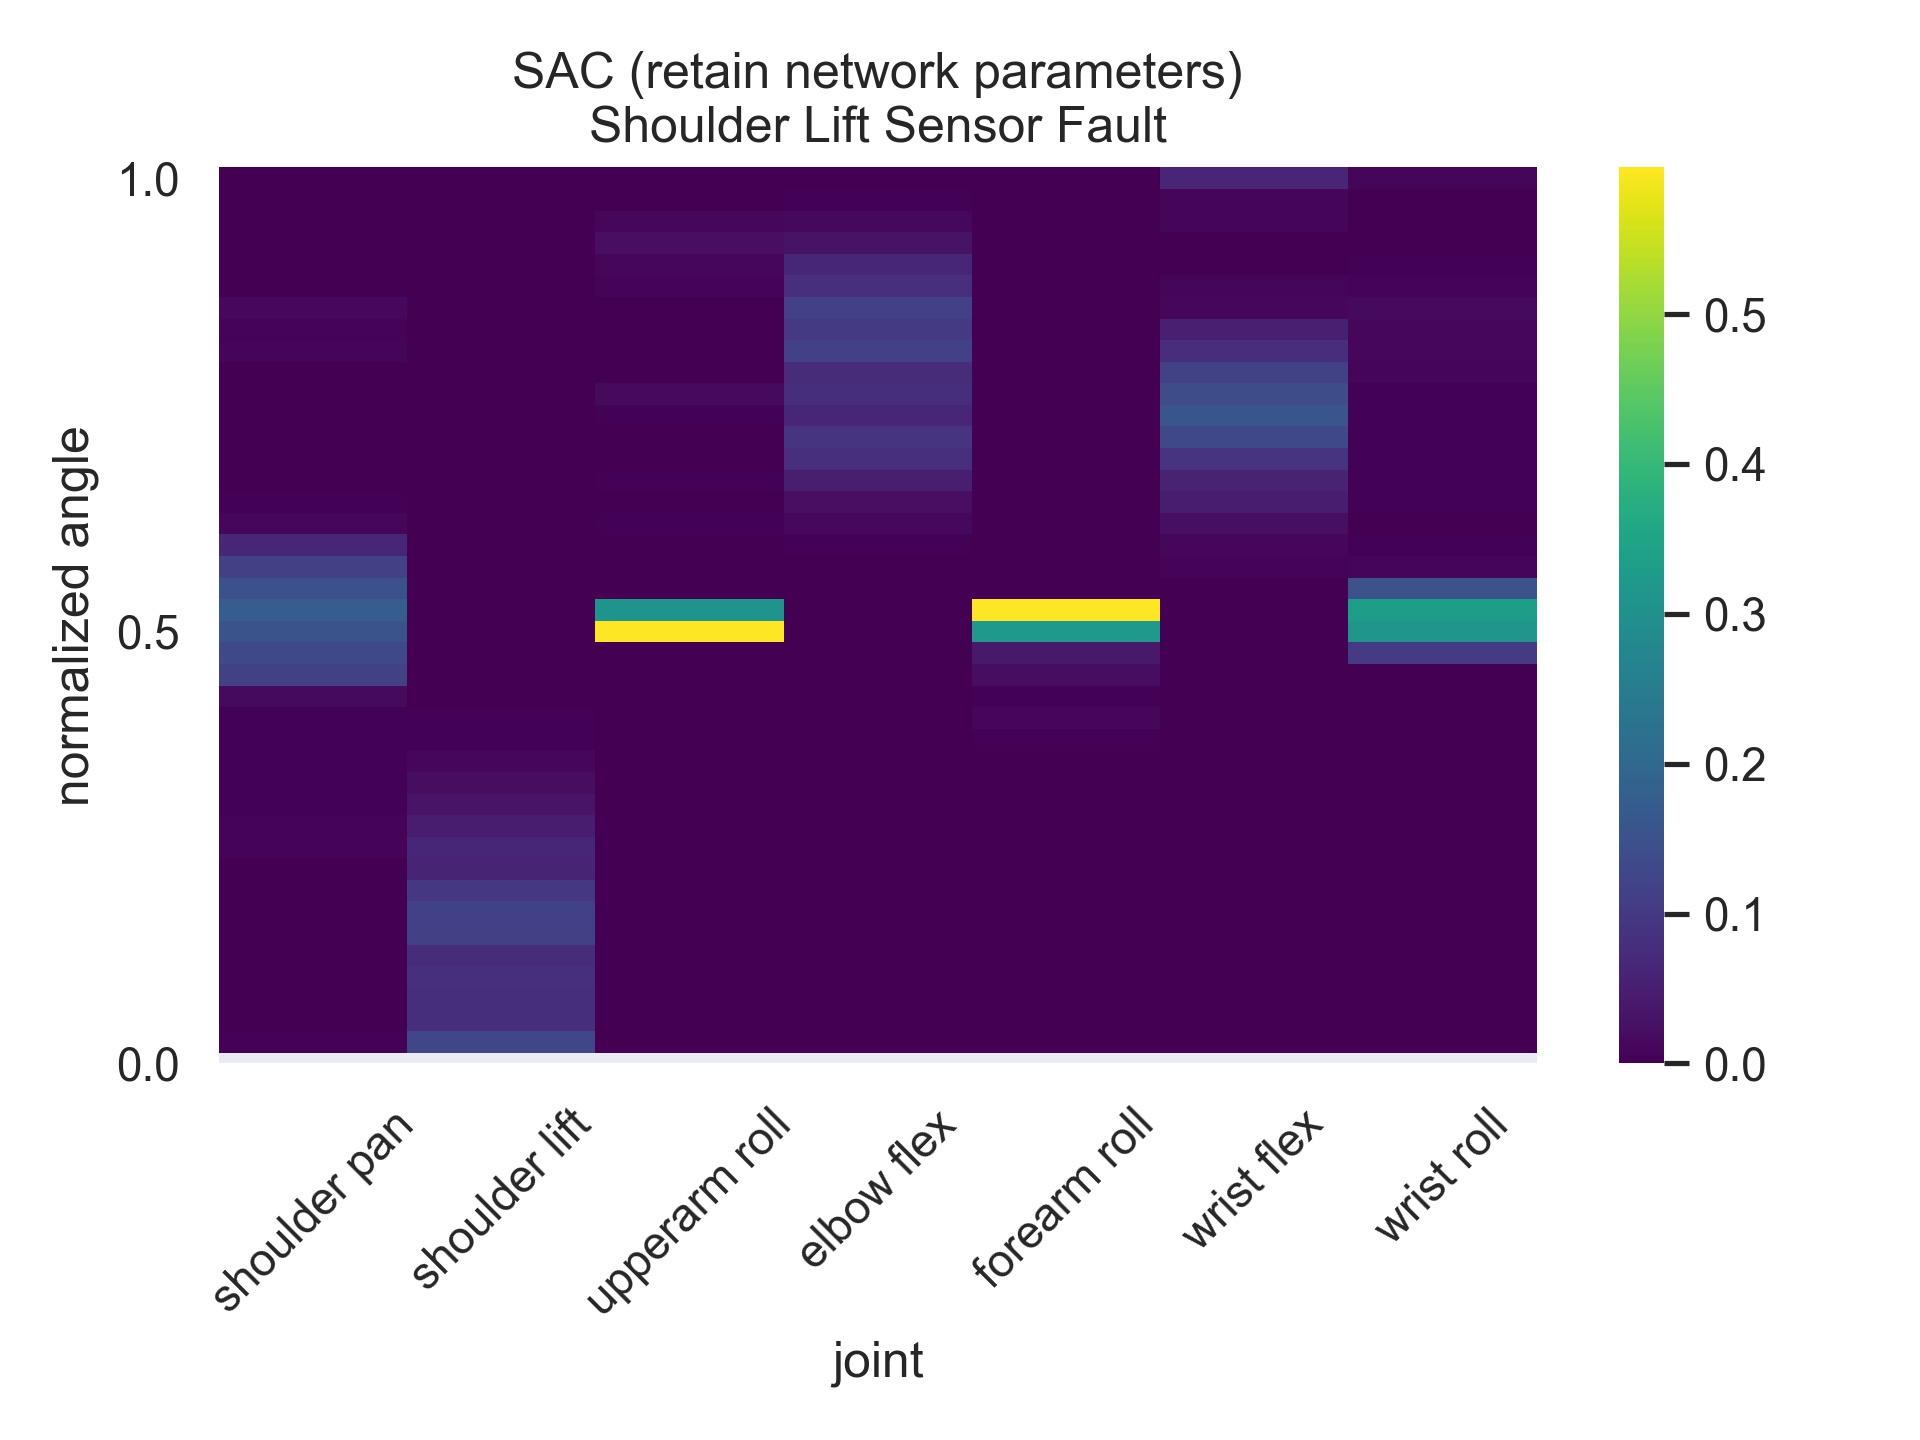 SAC (retain network parameters)
Shoulder Lift Sensor Fault
1.0
0.5
0.0
normalized angle
shoulder pan
shoulder lift
upperarm roll
elbow flex
forearm roll
wrist flex
wrist roll
joint
0.5
0.4
0.3
0.2
0.1
0.0